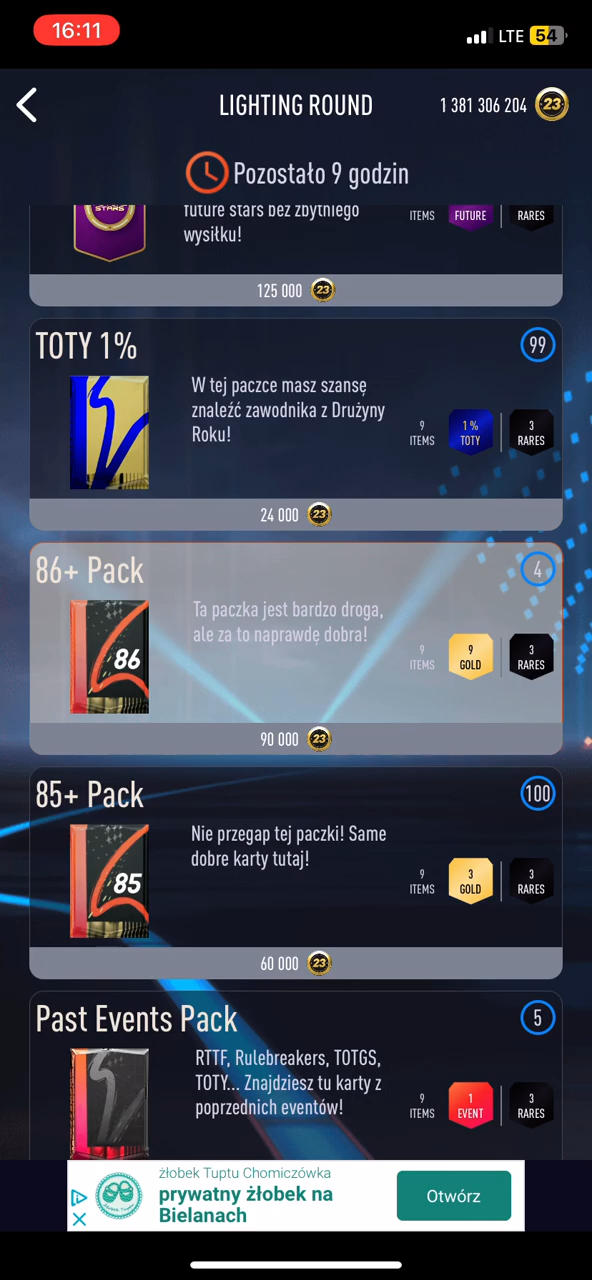 16:11
LTE 54
LIGHTING ROUND
1 381 306 204 23
Pozostało 9 godzin
STARS
future stars bez zbytniego
wysiłku!
ITEMS FUTURE RARES
125 000 23
TOTY 1%
99
W tej paczce masz szansę
znaleźć zawodnika z Drużyny
Roku!
9 1 % 3
ITEMS TOTY RARES
24 000 23
86+ Pack
4
86
Ta paczka jest bardzo droga,
ale za to naprawdę dobra!
9 9 3
ITEMS GOLD RARES
90 000 23
85+ Pack
100
85
Nie przegap tej paczki! Same
dobre karty tutaj!
9 3 3
ITEMS GOLD RARES
60 000 23
Past Events Pack
5
RTTF, Rulebreakers, TOTGS,
TOTY... Znajdziesz tu karty z
poprzednich eventów!
9 1 3
ITEMS EVENT RARES
żłobek Tuptu Chomiczówka
prywatny żłobek na
Bielanach
Otwórz